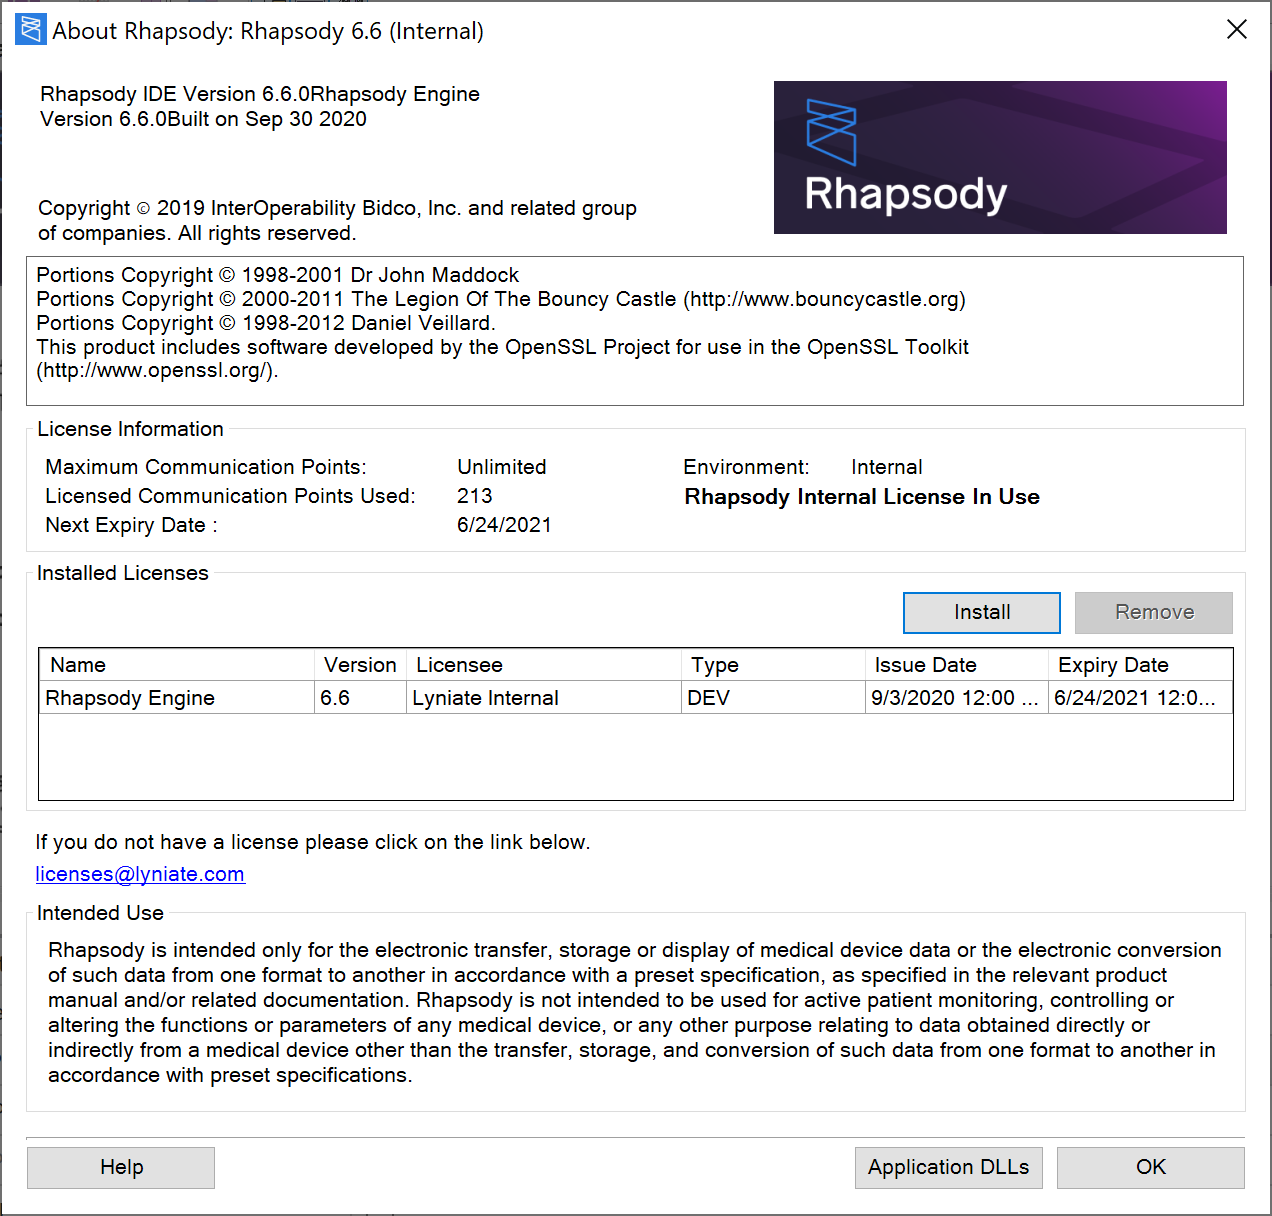 About Rhapsody: Rhapsody 6.6 (Internal)
Rhapsody IDE Version 6.6.0Rhapsody Engine
Version 6.6.0Built on Sep 30 2020
Rhapsody
Copyright © 2019 InterOperability Bidco, Inc. and related group
of companies. All rights reserved.
Portions Copyright © 1998-2001 Dr John Maddock
Portions Copyright © 2000-2011 The Legion Of The Bouncy Castle (http://www.bouncycastle.org)
Portions Copyright © 1998-2012 Daniel Veillard.
This product includes software developed by the OpenSSL Project for use in the OpenSSL Toolkit
(http://www.openssl.org/).
License Information
Maximum Communication Points: Unlimited Environment: Internal
Licensed Communication Points Used: 213 Rhapsody Internal License In Use
Next Expiry Date : 6/24/2021
Installed Licenses
Install Remove
Name Version Licensee Type Issue Date Expiry Date
Rhapsody Engine 6.6 Lyniate Internal DEV 9/3/2020 12:00 ... 6/24/2021 12:0...
If you do not have a license please click on the link below.
licenses@lyniate.com
Intended Use
Rhapsody is intended only for the electronic transfer, storage or display of medical device data or the electronic conversion
of such data from one format to another in accordance with a preset specification, as specified in the relevant product
manual and/or related documentation. Rhapsody is not intended to be used for active patient monitoring, controlling or
altering the functions or parameters of any medical device, or any other purpose relating to data obtained directly or
indirectly from a medical device other than the transfer, storage, and conversion of such data from one format to another in
accordance with preset specifications.
Help Application DLLs OK